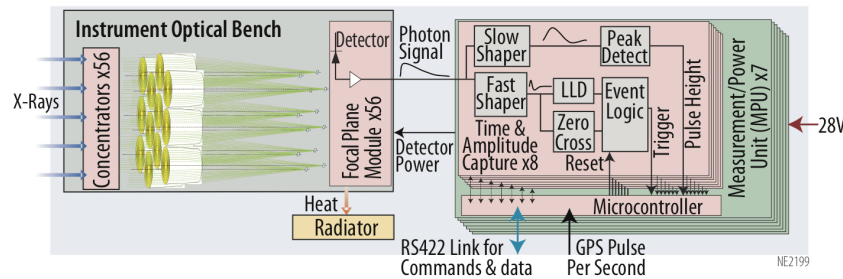 Instrument Optical Bench
X-Rays
Concentrators x56
Detector
Focal Plane
Module x56
Heat
Radiator
Photon
Signal
Detector
Power
Slow
Shaper
Peak
Detect
Fast
Shaper
LLD
Zero
Cross
Event
Logic
Time &
Amplitude
Capture x8
Reset
Trigger
Pulse Height
Measurement/Power
Unit (MPU) x7
28V
Microcontroller
RS422 Link for
Commands & data
GPS Pulse
Per Second
NE2199